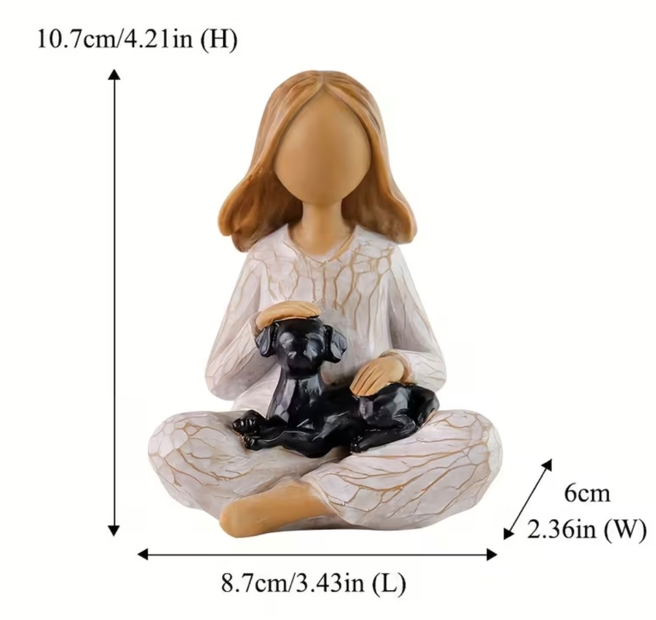 10.7cm/4.21in (H)
6cm
2.36in (W)
8.7cm/3.43in (L)